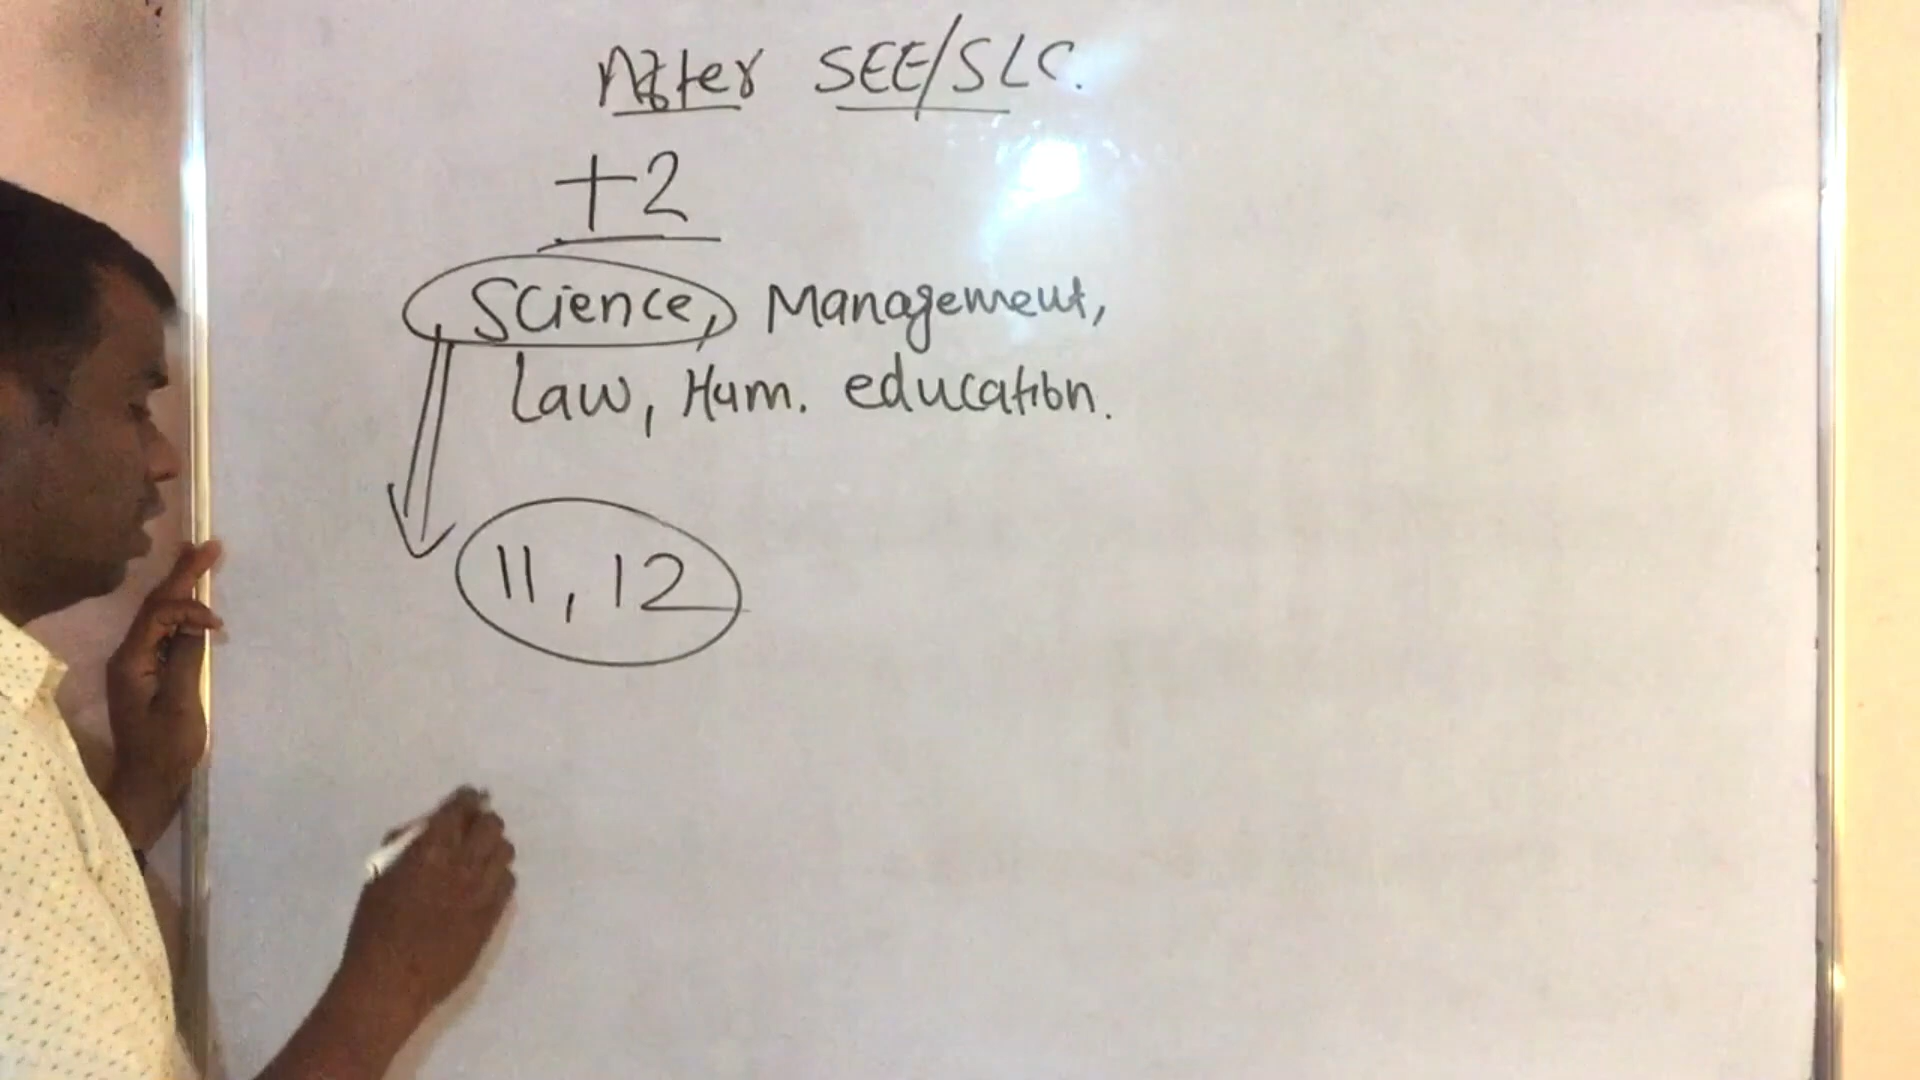 After SEE/SLC.
+2
Science, Management,
Law, Hum. education.
11, 12